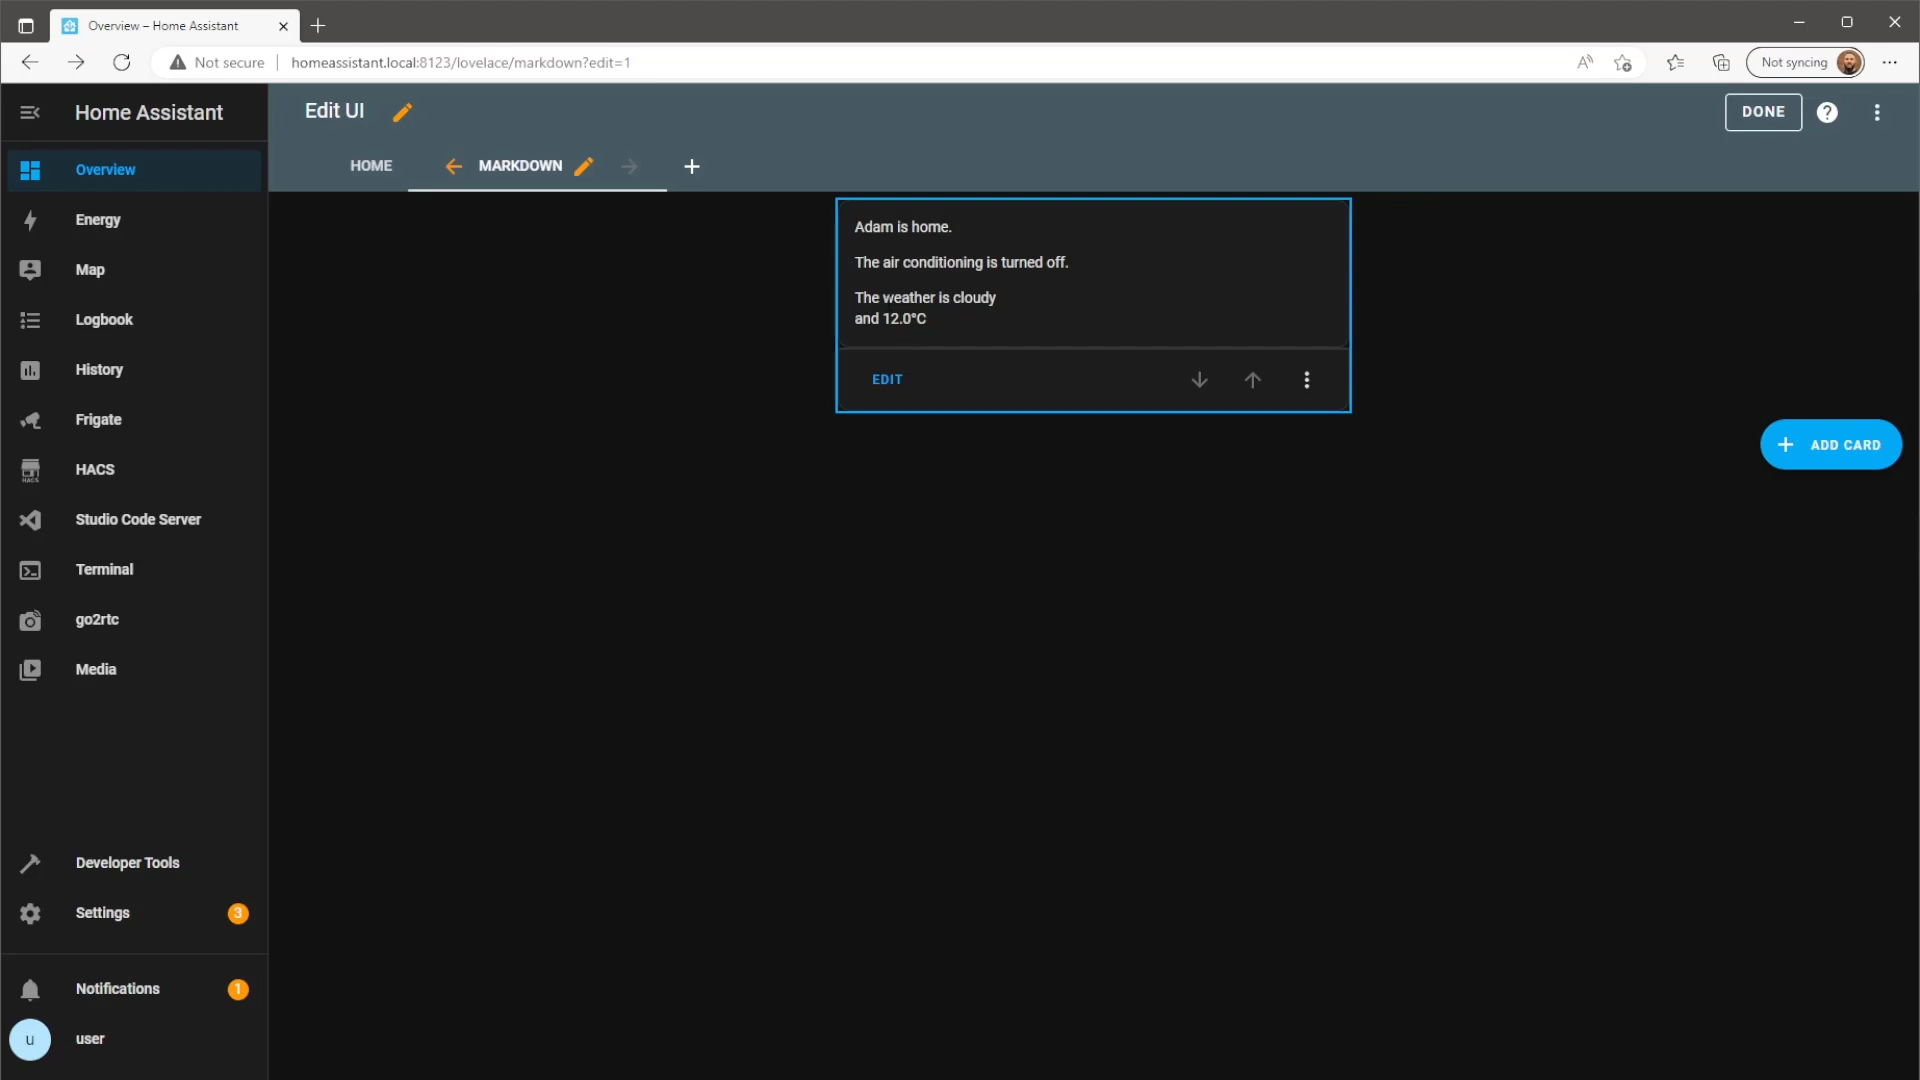 Overview – Home Assistant
Not secure
homeassistant.local:8123/lovelace/markdown?edit=1
Not syncing
Home Assistant
Edit UI
DONE
HOME
MARKDOWN
Overview
Energy
Map
Logbook
History
Frigate
HACS
HACS
Studio Code Server
Terminal
go2rtc
Media
Adam is home.
The air conditioning is turned off.
The weather is cloudy
and 12.0°C
EDIT
ADD CARD
Developer Tools
Settings
3
Notifications
1
u
user